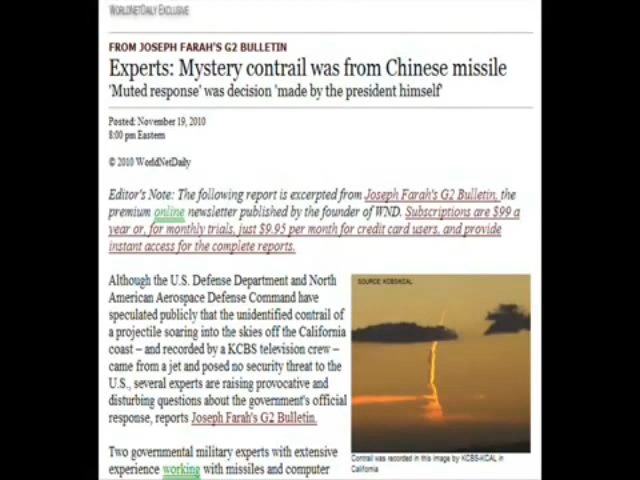 WORLDNETDAILY EXCLUSIVE
FROM JOSEPH FARAH'S G2 BULLETIN
Experts: Mystery contrail was from Chinese missile
'Muted response' was decision 'made by the president himself'
Posted: November 19, 2010
8:00 pm Eastern
© 2010 WorldNetDaily
Editor's Note: The following report is excerpted from Joseph Farah's G2 Bulletin, the
premium online newsletter published by the founder of WND. Subscriptions are $99 a
year or, for monthly trials, just $9.95 per month for credit card users, and provide
instant access for the complete reports.
Although the U.S. Defense Department and North
American Aerospace Defense Command have
speculated publicly that the unidentified contrail of
a projectile soaring into the skies off the California
coast – and recorded by a KCBS television crew –
came from a jet and posed no security threat to the
U.S., several experts are raising provocative and
disturbing questions about the government's official
response, reports Joseph Farah's G2 Bulletin.
Two governmental military experts with extensive
experience working with missiles and computer
SOURCE: KCBS/KCAL
Contrail was recorded in this image by KCBS-KCAL in
California